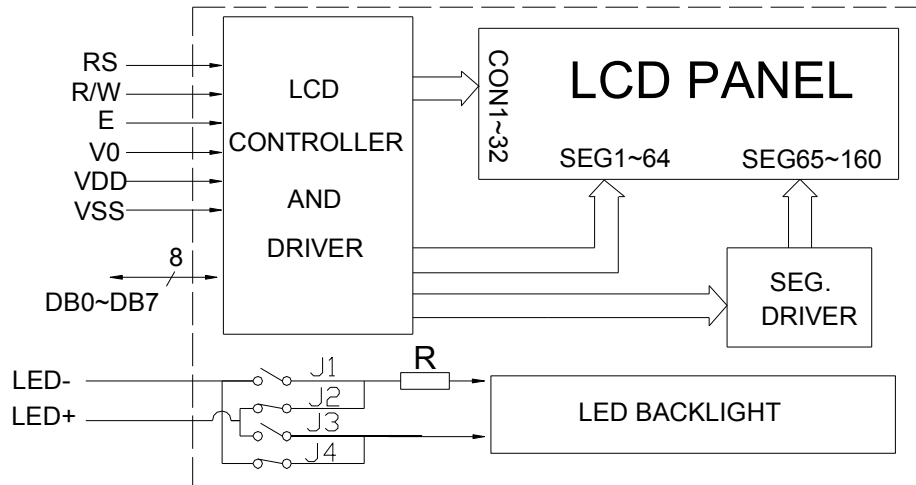 RS
R/W
E
V0
VDD
VSS
8
DB0~DB7
LCD
CONTROLLER
AND
DRIVER
CON1~32
LCD PANEL
SEG1~64
SEG65~160
SEG.
DRIVER
LED-
LED+
J1
J2
J3
J4
R
LED BACKLIGHT